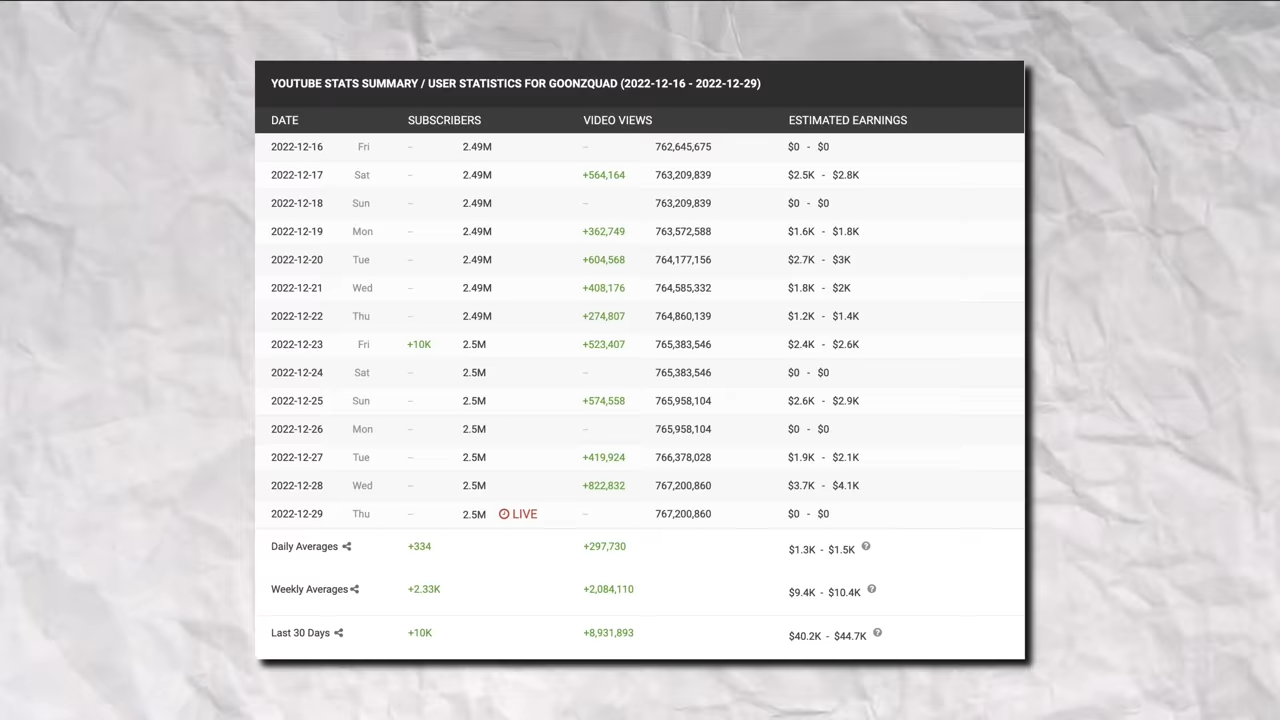 YOUTUBE STATS SUMMARY / USER STATISTICS FOR GOONZQUAD (2022-12-16 - 2022-12-29)
DATE SUBSCRIBERS VIDEO VIEWS ESTIMATED EARNINGS
2022-12-16 Fri -- 2.49M -- 762,645,675 $0 - $0
2022-12-17 Sat -- 2.49M +564,164 763,209,839 $2.5K - $2.8K
2022-12-18 Sun -- 2.49M -- 763,209,839 $0 - $0
2022-12-19 Mon -- 2.49M +362,749 763,572,588 $1.6K - $1.8K
2022-12-20 Tue -- 2.49M +604,568 764,177,156 $2.7K - $3K
2022-12-21 Wed -- 2.49M +408,176 764,585,332 $1.8K - $2K
2022-12-22 Thu -- 2.49M +274,807 764,860,139 $1.2K - $1.4K
2022-12-23 Fri +10K 2.5M +523,407 765,383,546 $2.4K - $2.6K
2022-12-24 Sat -- 2.5M -- 765,383,546 $0 - $0
2022-12-25 Sun -- 2.5M +574,558 765,958,104 $2.6K - $2.9K
2022-12-26 Mon -- 2.5M -- 765,958,104 $0 - $0
2022-12-27 Tue -- 2.5M +419,924 766,378,028 $1.9K - $2.1K
2022-12-28 Wed -- 2.5M +822,832 767,200,860 $3.7K - $4.1K
2022-12-29 Thu -- 2.5M LIVE -- 767,200,860 $0 - $0
Daily Averages +334 +297,730 $1.3K - $1.5K ?
Weekly Averages +2.33K +2,084,110 $9.4K - $10.4K ?
Last 30 Days +10K +8,931,893 $40.2K - $44.7K ?